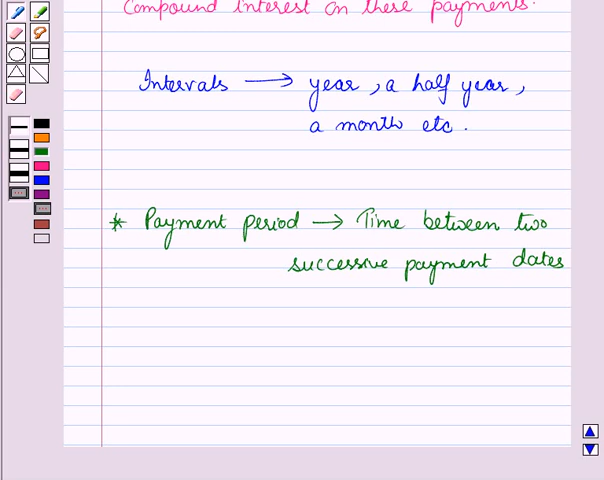 Compound Interest on these payments.
Intervals → year, a half year,
a month etc.
* Payment period → Time between two
successive payment dates